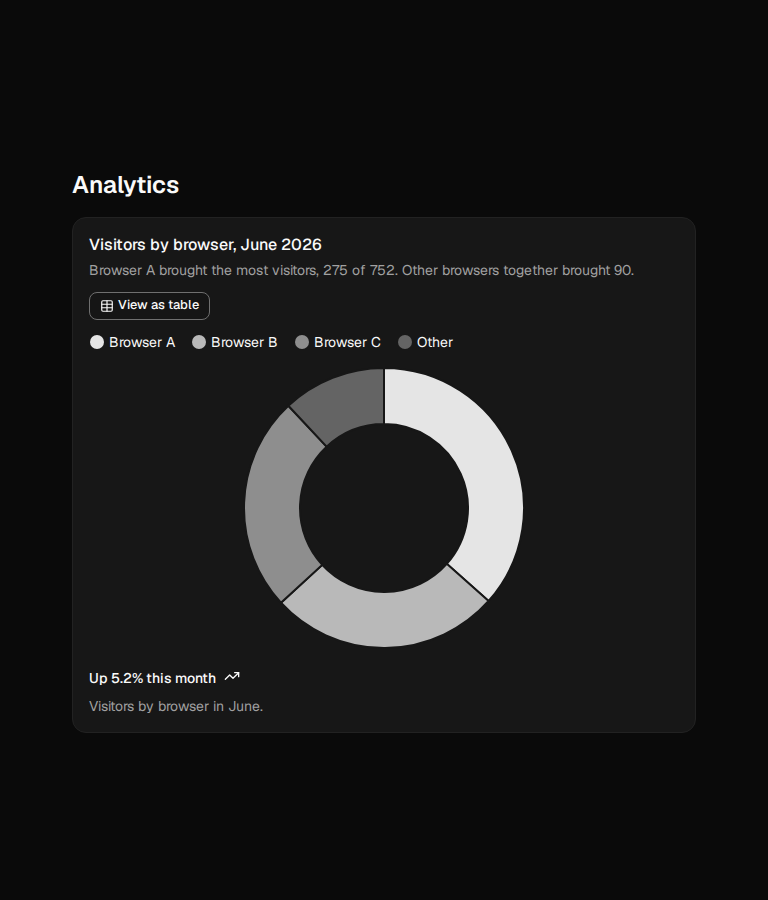 Analytics
Visitors by browser, June 2026
Browser A brought the most visitors, 275 of 752. Other browsers together brought 90.
View as table
Browser A Browser B Browser C Other
Up 5.2% this month
Visitors by browser in June.